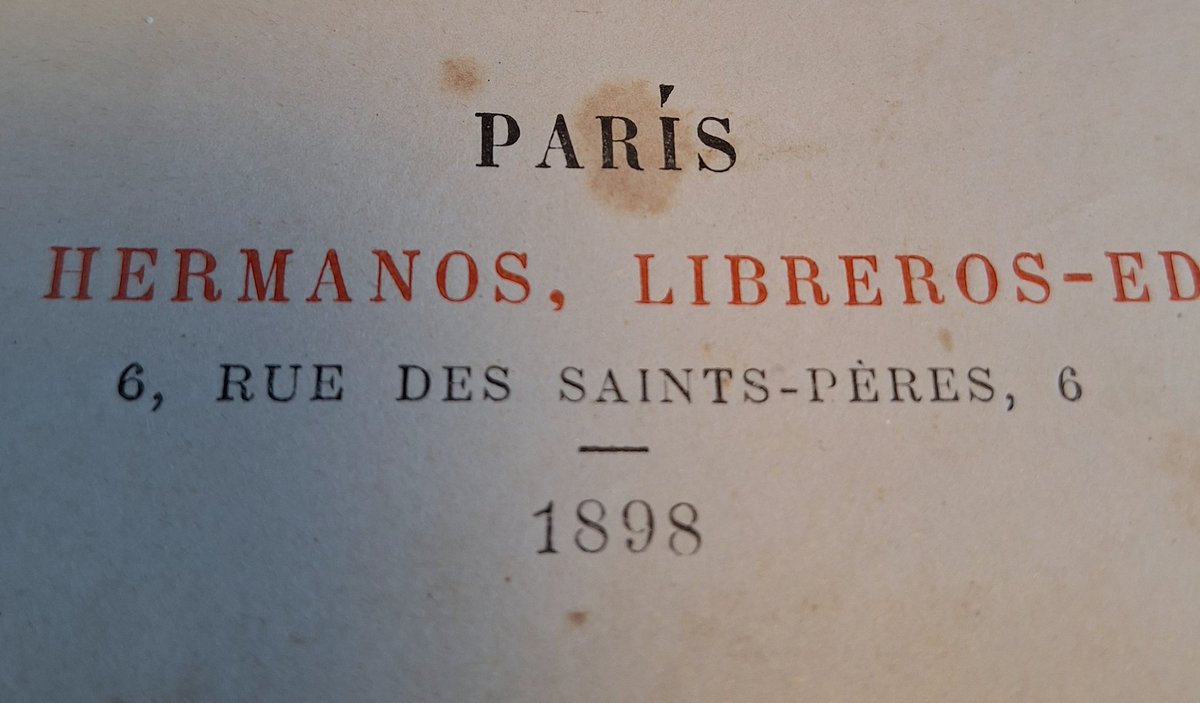 PARÍS
HERMANOS, LIBREROS-ED
6, RUE DES SAINTS-PÈRES, 6
1898